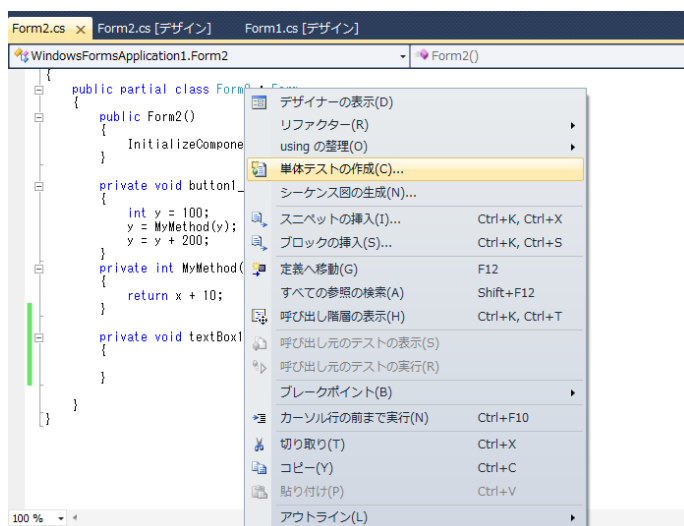 Form2.cs × Form2.cs [デザイン] Form1.cs [デザイン]
WindowsFormsApplication1.Form2 Form2()
{
public partial class Form2 : Form
{
public Form2()
{
InitializeCompone
}
private void button1_
{
int y = 100;
y = MyMethod(y);
y = y + 200;
}
private int MyMethod(
{
return x + 10;
}
private void textBox1
{
}
}
}
デザイナーの表示(D)
リファクター(R)
using の整理(O)
単体テストの作成(C)...
シーケンス図の生成(N)...
スニペットの挿入(I)... Ctrl+K, Ctrl+X
ブロックの挿入(S)... Ctrl+K, Ctrl+S
定義へ移動(G) F12
すべての参照の検索(A) Shift+F12
呼び出し階層の表示(H) Ctrl+K, Ctrl+T
呼び出し元のテストの表示(S)
呼び出し元のテストの実行(R)
ブレークポイント(B)
カーソル行の前まで実行(N) Ctrl+F10
切り取り(T) Ctrl+X
コピー(Y) Ctrl+C
貼り付け(P) Ctrl+V
アウトライン(L)
100 %